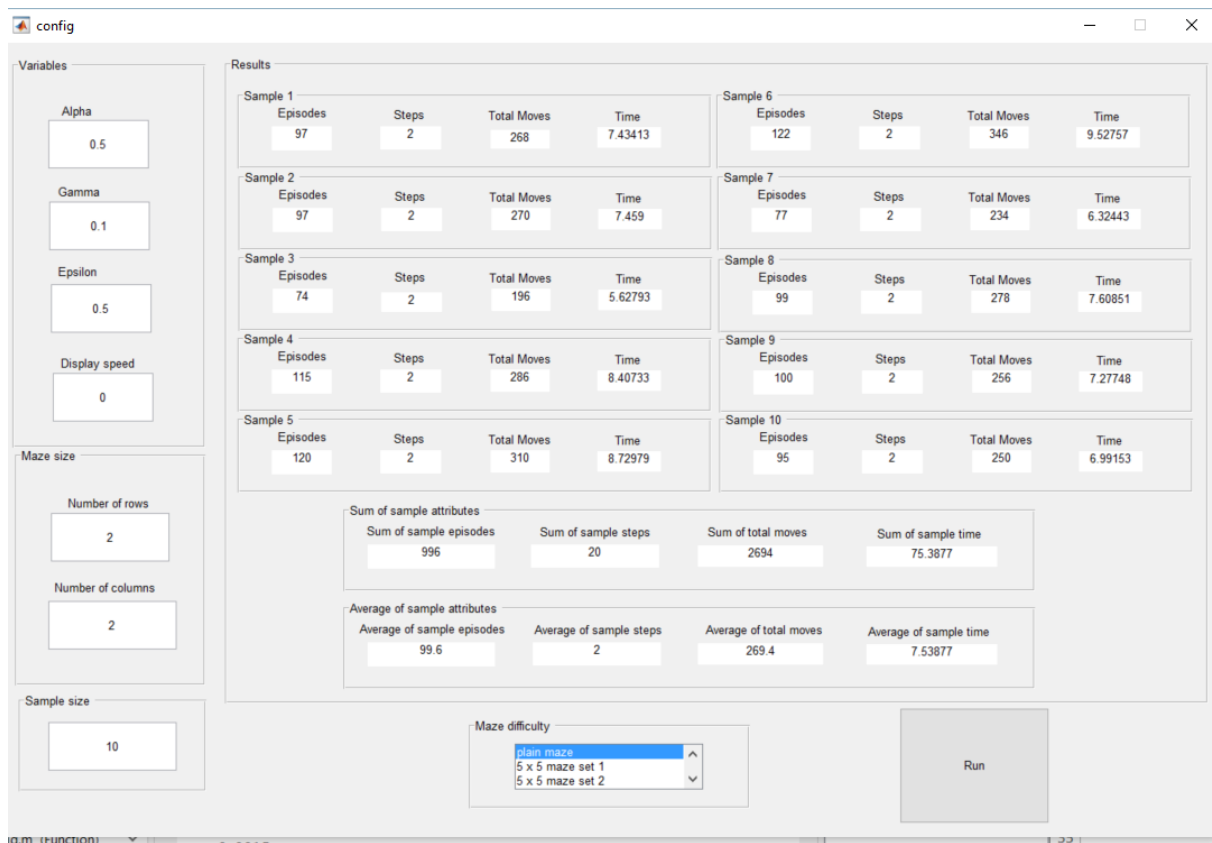 config
Variables
Alpha
0.5
Gamma
0.1
Epsilon
0.5
Display speed
0
Maze size
Number of rows
2
Number of columns
2
Sample size
10
Results
Sample 1
Episodes Steps Total Moves Time
97 2 268 7.43413
Sample 2
Episodes Steps Total Moves Time
97 2 270 7.459
Sample 3
Episodes Steps Total Moves Time
74 2 196 5.62793
Sample 4
Episodes Steps Total Moves Time
115 2 286 8.40733
Sample 5
Episodes Steps Total Moves Time
120 2 310 8.72979
Sample 6
Episodes Steps Total Moves Time
122 2 346 9.52757
Sample 7
Episodes Steps Total Moves Time
77 2 234 6.32443
Sample 8
Episodes Steps Total Moves Time
99 2 278 7.60851
Sample 9
Episodes Steps Total Moves Time
100 2 256 7.27748
Sample 10
Episodes Steps Total Moves Time
95 2 250 6.99153
Sum of sample attributes
Sum of sample episodes Sum of sample steps Sum of total moves Sum of sample time
996 20 2694 75.3877
Average of sample attributes
Average of sample episodes Average of sample steps Average of total moves Average of sample time
99.6 2 269.4 7.53877
Maze difficulty
plain maze
5 x 5 maze set 1
5 x 5 maze set 2
Run
(Function)